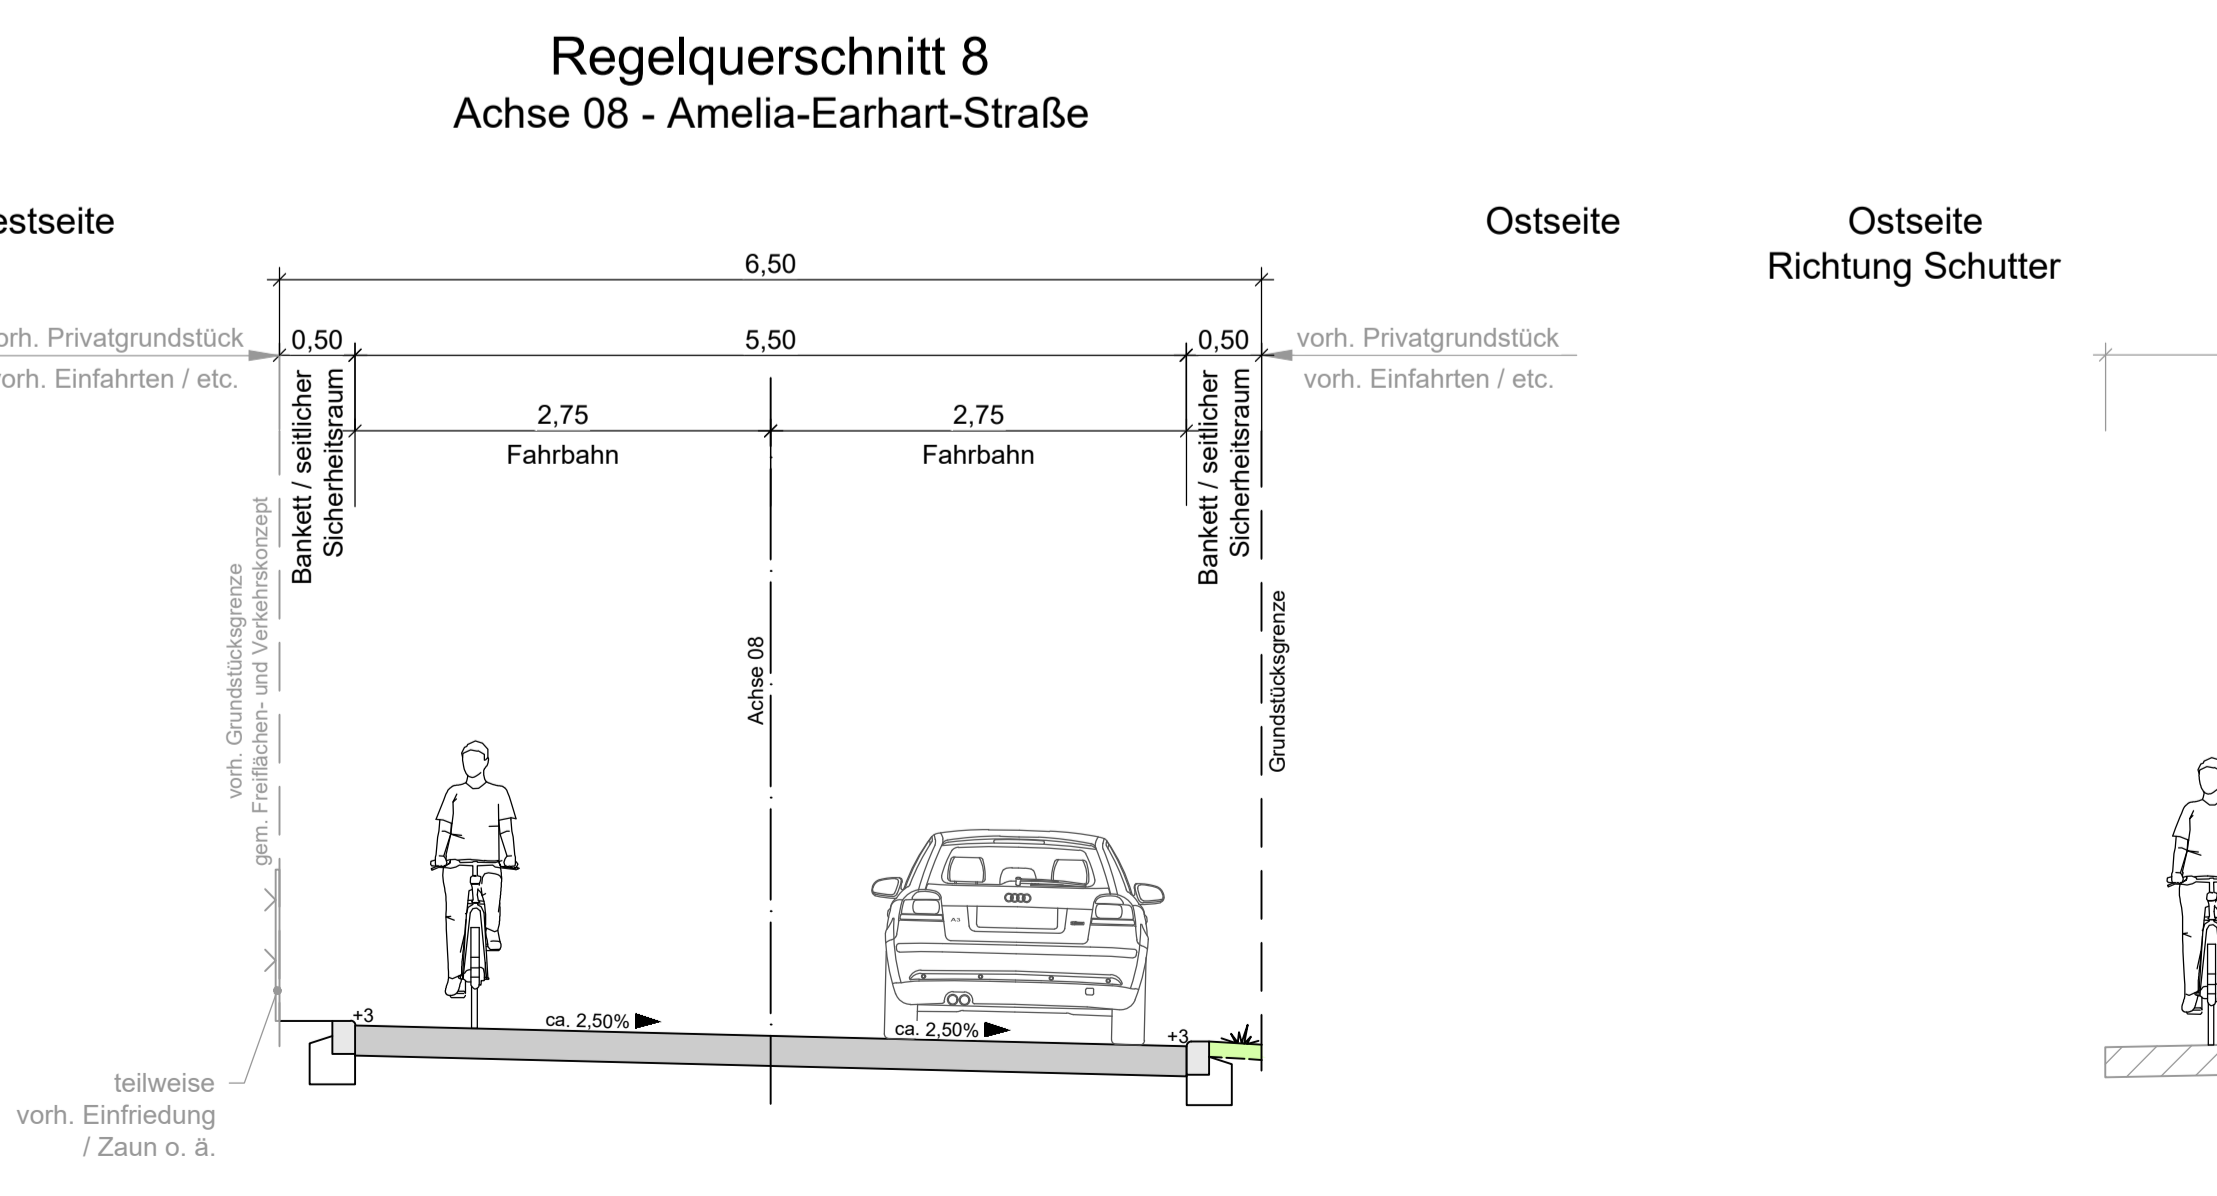 Regelquerschnitt 8
Achse 08 - Amelia-Earhart-Straße
estseite
Ostseite
Ostseite
Richtung Schutter
6,50
orh. Privatgrundstück
vorh. Einfahrten / etc.
0,50
5,50
0,50
vorh. Privatgrundstück
vorh. Einfahrten / etc.
Bankett / seitlicher
Sicherheitsraum
2,75
Fahrbahn
2,75
Fahrbahn
Bankett / seitlicher
Sicherheitsraum
vorh. Grundstücksgrenze
gem. Freiflächen- und Verkehrskonzept
Achse 08
Grundstücksgrenze
A3
+3
ca. 2,50%
ca. 2,50%
+3
teilweise
vorh. Einfriedung
/ Zaun o. ä.